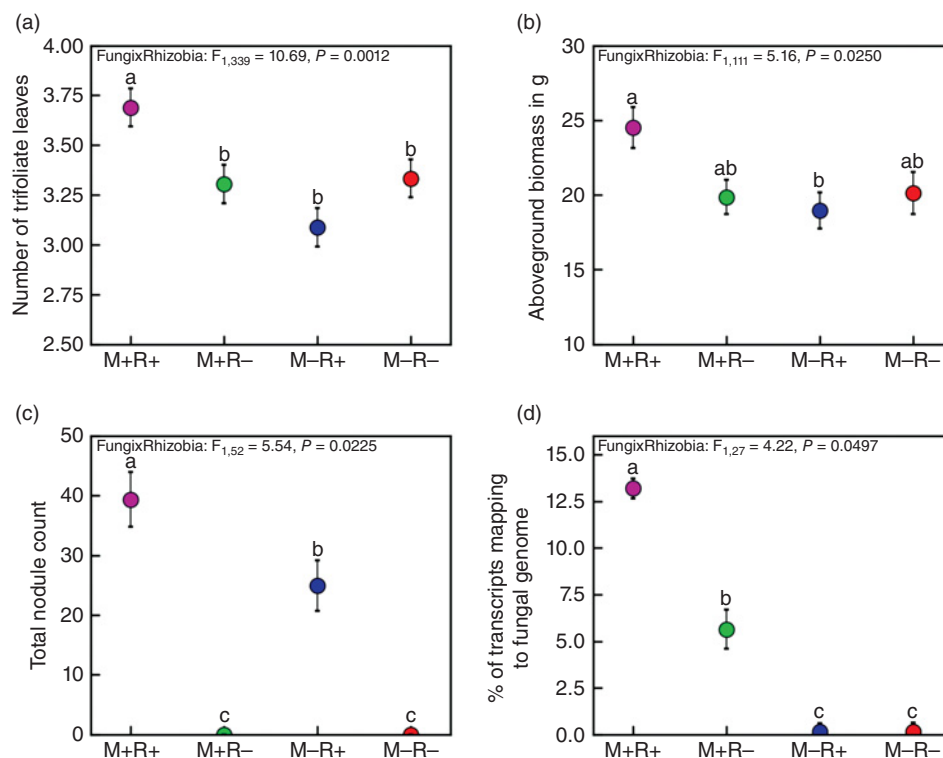 (a)
FungixRhizobia: F1,339 = 10.69, P = 0.0012
Number of trifoliate leaves
4.00
3.75
3.50
3.25
3.00
2.75
2.50
a
b
b
b
M+R+ M+R− M−R+ M−R−
(b)
FungixRhizobia: F1,111 = 5.16, P = 0.0250
Aboveground biomass in g
30
25
20
15
10
a
ab
b
ab
M+R+ M+R− M−R+ M−R−
(c)
FungixRhizobia: F1,52 = 5.54, P = 0.0225
Total nodule count
50
40
30
20
10
0
a
c
b
c
M+R+ M+R− M−R+ M−R−
(d)
FungixRhizobia: F1,27 = 4.22, P = 0.0497
% of transcripts mapping
to fungal genome
15.0
12.5
10.0
7.5
5.0
2.5
0.0
a
b
c
c
M+R+ M+R− M−R+ M−R−